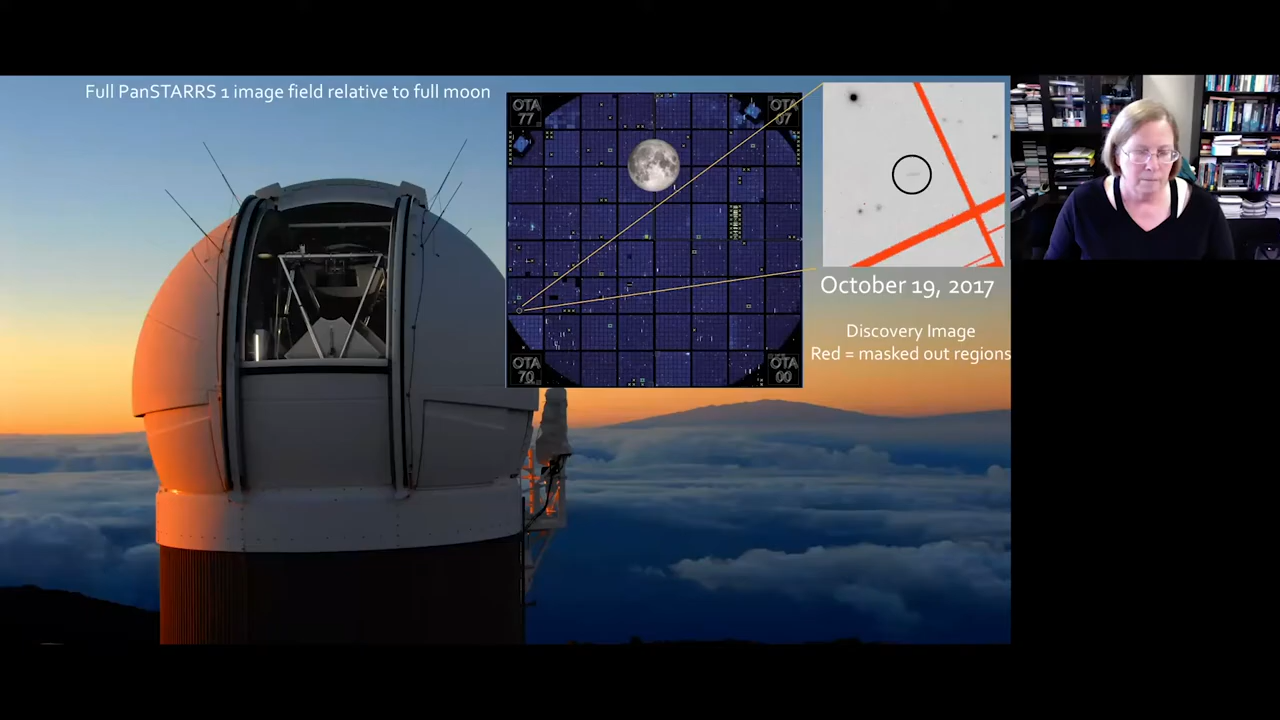 Full PanSTARRS 1 image field relative to full moon
OTA
77
OTA
07
OTA
70
OTA
00
October 19, 2017
Discovery Image
Red = masked out regions